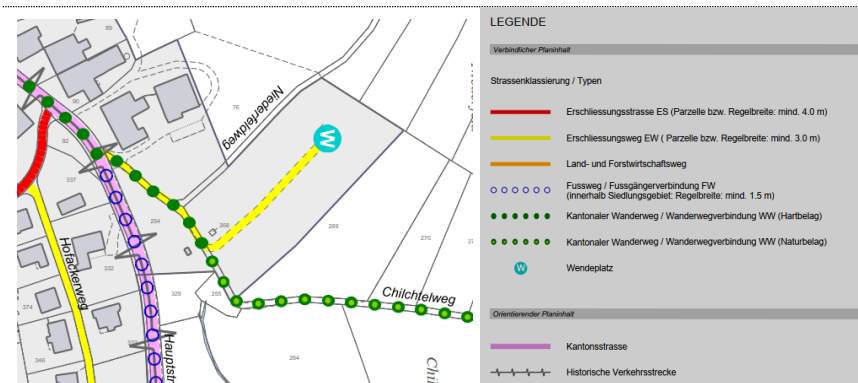 89
90
76
92
337
Niederfeldweg
W
254
268
269
270
Hofackerweg
332
328
255
Chilchtelweg
374
346
264
LEGENDE
Verbindlicher Planinhalt
Strassenklassierung / Typen
Erschliessungsstrasse ES (Parzelle bzw. Regelbreite: mind. 4.0 m)
Erschliessungsweg EW ( Parzelle bzw. Regelbreite: mind. 3.0 m)
Land- und Forstwirtschaftsweg
Fussweg / Fussgängerverbindung FW
(innerhalb Siedlungsgebiet: Regelbreite: mind. 1.5 m)
Kantonaler Wanderweg / Wanderwegverbindung WW (Hartbelag)
Kantonaler Wanderweg / Wanderwegverbindung WW (Naturbelag)
W
Wendeplatz
Orientierender Planinhalt
Kantonsstrasse
Historische Verkehrsstrecke